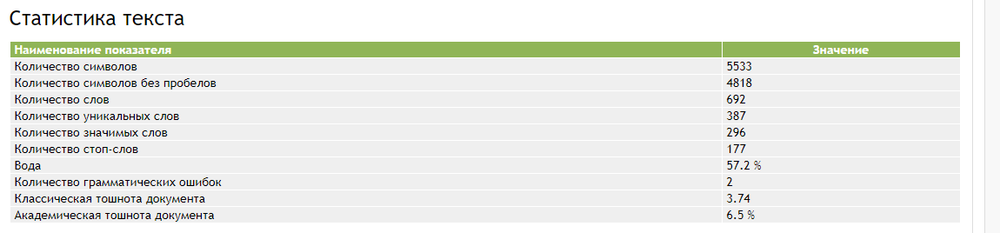 Статистика текста
Наименование показателя Значение
Количество символов 5533
Количество символов без пробелов 4818
Количество слов 692
Количество уникальных слов 387
Количество значимых слов 296
Количество стоп-слов 177
Вода 57.2 %
Количество грамматических ошибок 2
Классическая тошнота документа 3.74
Академическая тошнота документа 6.5 %